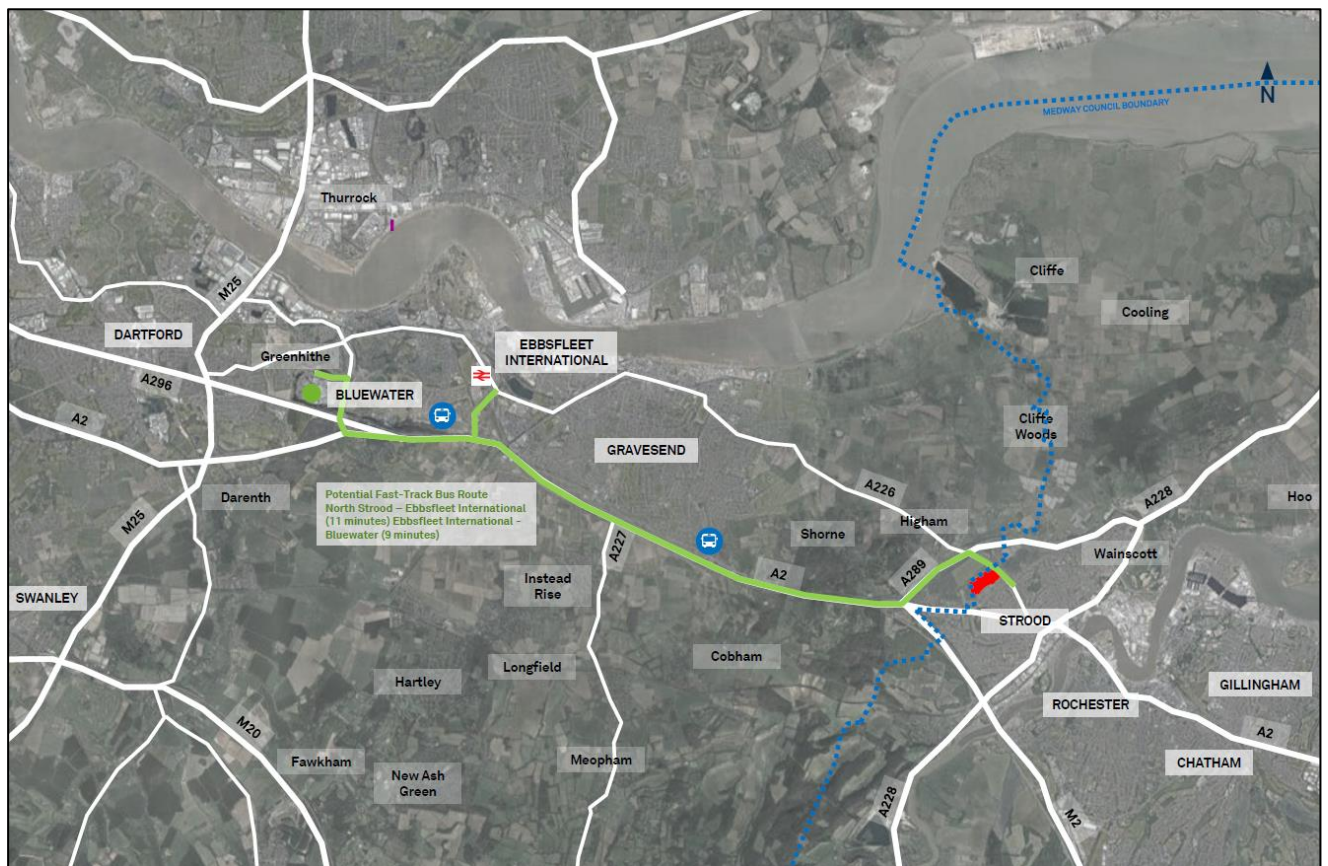 N
MEDWAY COUNCIL BOUNDARY
Thurrock
M25
Cliffe
Cooling
DARTFORD
Greenhithe
EBBSFLEET
INTERNATIONAL
A296
BLUEWATER
A2
Cliffe
Woods
GRAVESEND
A226
A228
Hoo
Darenth
Potential Fast-Track Bus Route
North Strood – Ebbsfleet International
(11 minutes) Ebbsfleet International -
Bluewater (9 minutes)
M25
A227
Shorne
Higham
Wainscott
Instead
Rise
A2
A289
SWANLEY
STROOD
Cobham
Longfield
Hartley
GILLINGHAM
ROCHESTER
M20
A2
Fawkham
Meopham
CHATHAM
New Ash
Green
A228
M2